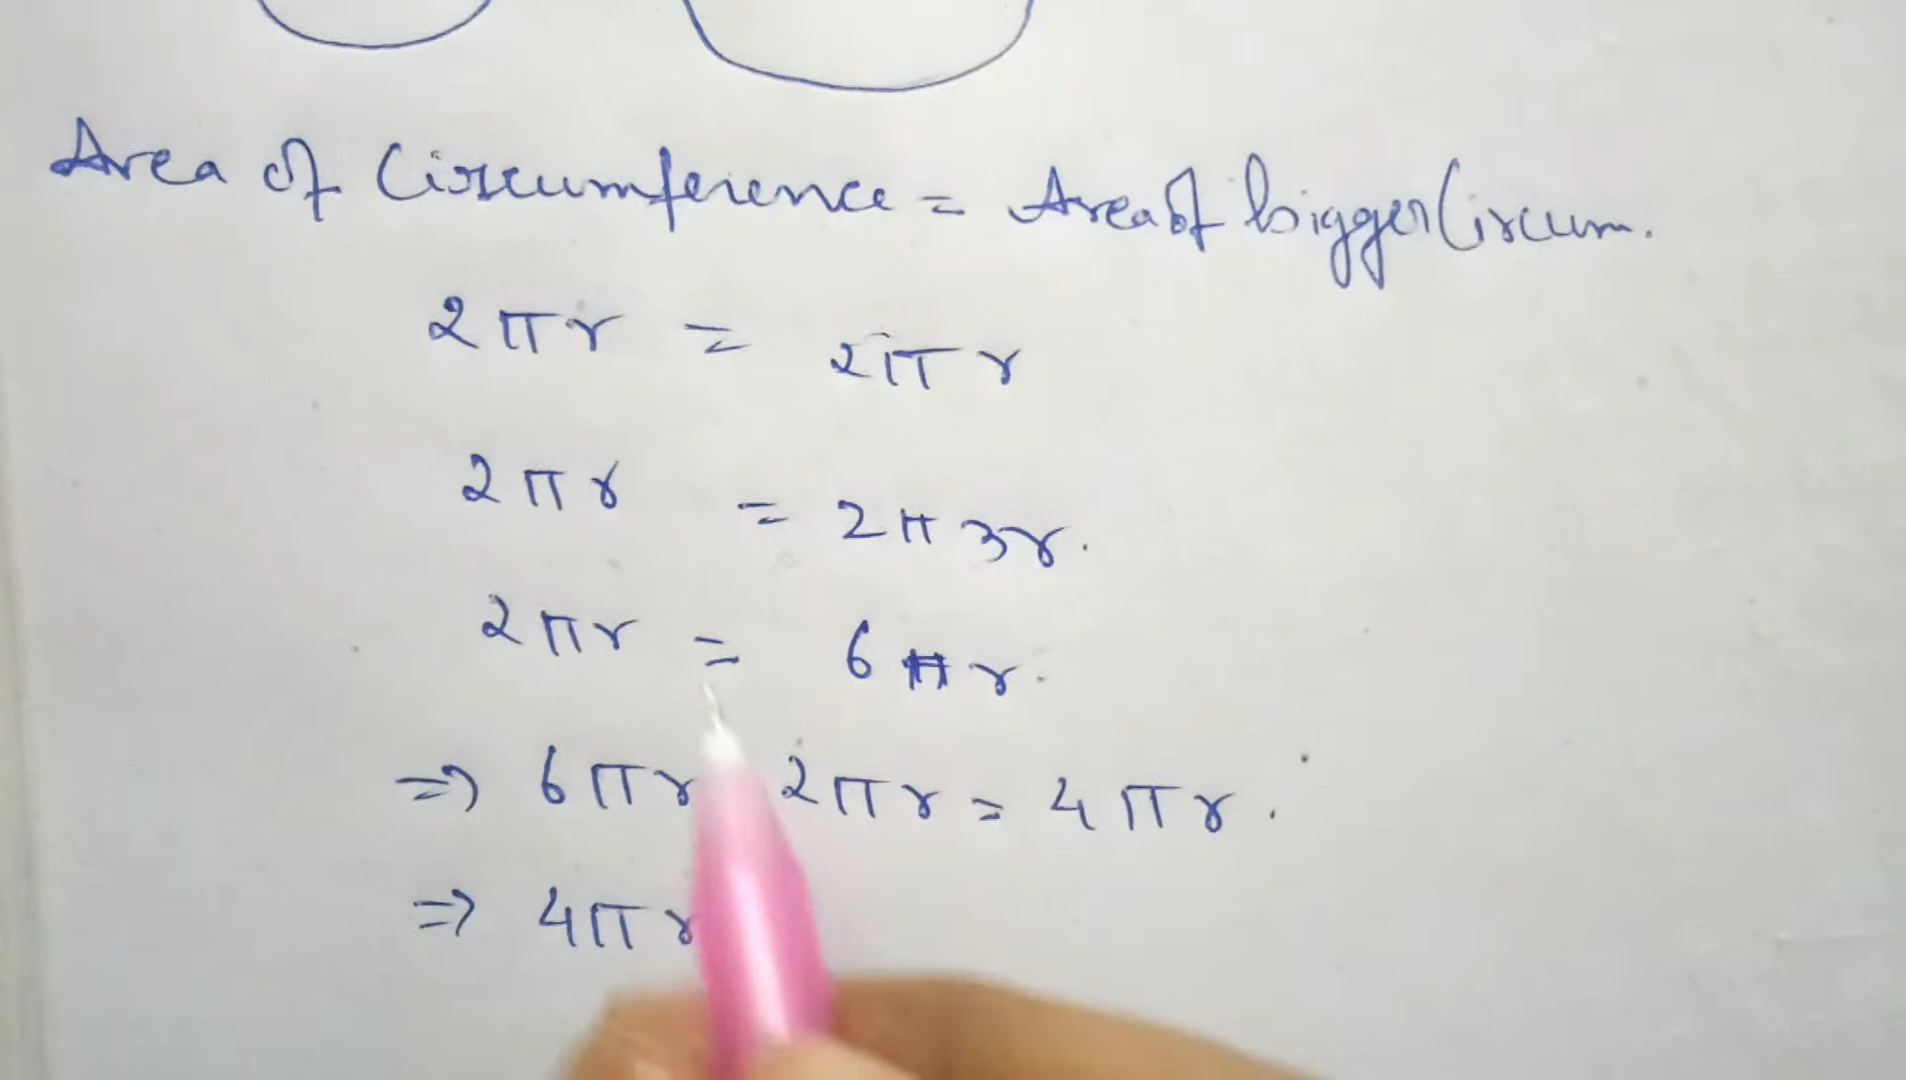 Area of Circumference = Area of bigger Circum.
2πr = 2πr
2πr = 2π3r.
2πr = 6πr.
⇒ 6πr 2πr = 4πr.
⇒ 4πr